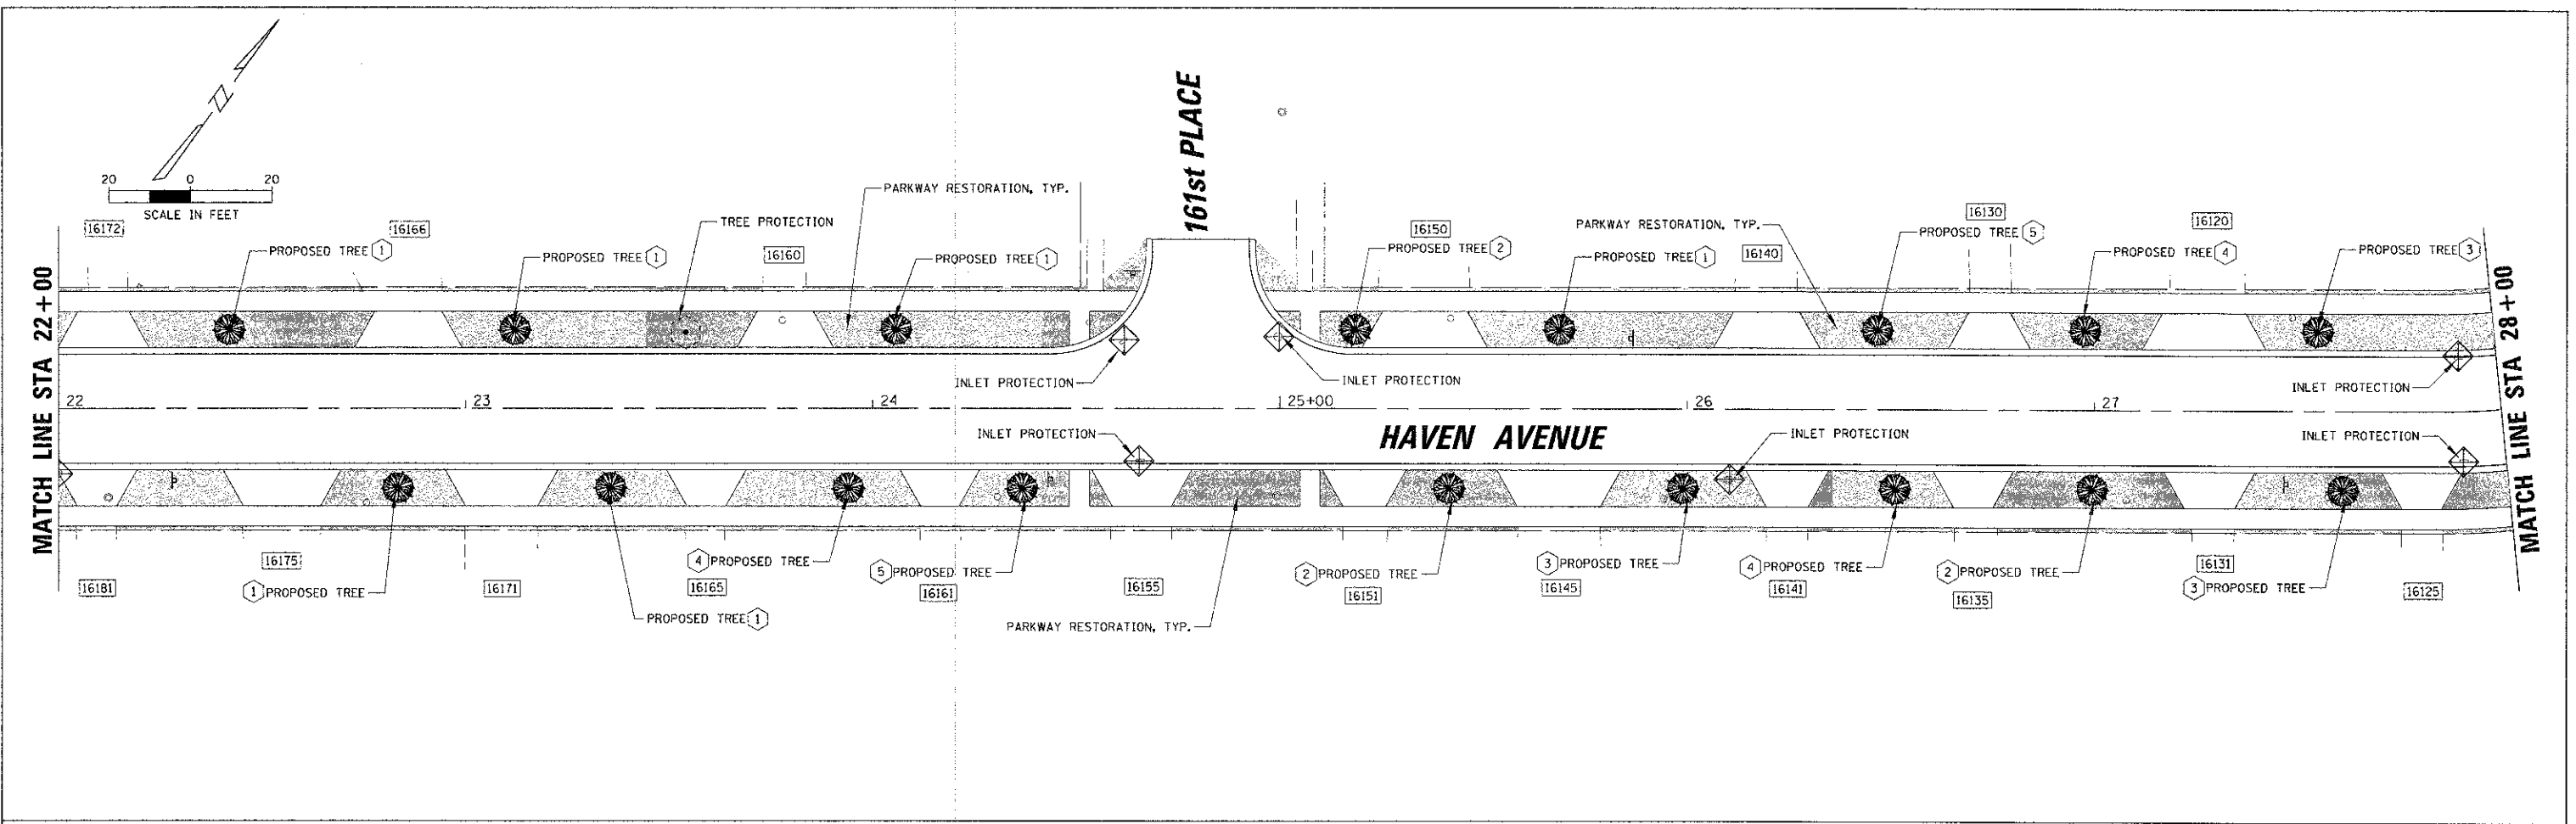 161st PLACE
20 0 20
SCALE IN FEET
PARKWAY RESTORATION, TYP.
TREE PROTECTION
16172
16166
16160
16150
16140
16130
16120
PARKWAY RESTORATION, TYP.
PROPOSED TREE 1
PROPOSED TREE 1
PROPOSED TREE 1
PROPOSED TREE 2
PROPOSED TREE 1
PROPOSED TREE 5
PROPOSED TREE 4
PROPOSED TREE 3
MATCH LINE STA 22+00
MATCH LINE STA 28+00
INLET PROTECTION
INLET PROTECTION
INLET PROTECTION
22
23
24
25+00
26
27
INLET PROTECTION
HAVEN AVENUE
INLET PROTECTION
INLET PROTECTION
4 PROPOSED TREE
5 PROPOSED TREE
2 PROPOSED TREE
3 PROPOSED TREE
4 PROPOSED TREE
2 PROPOSED TREE
3 PROPOSED TREE
1 PROPOSED TREE
PROPOSED TREE 1
16181
16175
16171
16165
16161
16155
16151
16145
16141
16135
16131
16125
PARKWAY RESTORATION, TYP.